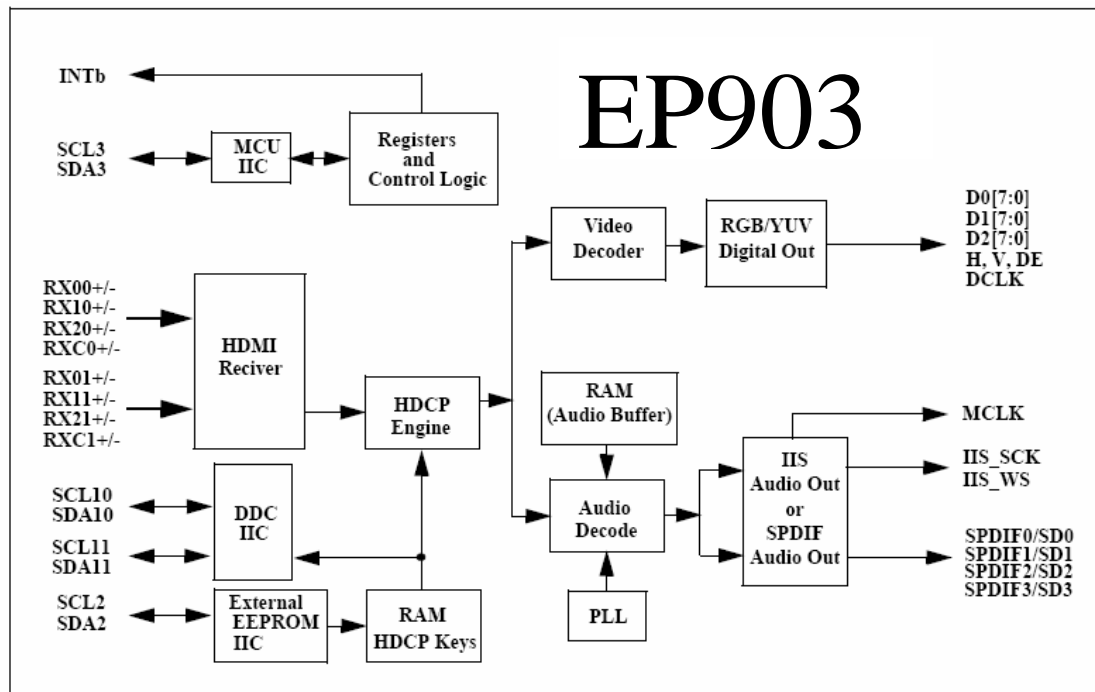 EP903
INTb
SCL3
SDA3
MCU
IIC
Registers
and
Control Logic
Video
Decoder
RGB/YUV
Digital Out
D0[7:0]
D1[7:0]
D2[7:0]
H, V, DE
DCLK
RX00+/-
RX10+/-
RX20+/-
RXC0+/-
RX01+/-
RX11+/-
RX21+/-
RXC1+/-
HDMI
Reciver
HDCP
Engine
RAM
(Audio Buffer)
Audio
Decode
PLL
IIS
Audio Out
or
SPDIF
Audio Out
MCLK
IIS_SCK
IIS_WS
SPDIF0/SD0
SPDIF1/SD1
SPDIF2/SD2
SPDIF3/SD3
SCL10
SDA10
SCL11
SDA11
DDC
IIC
SCL2
SDA2
External
EEPROM
IIC
RAM
HDCP Keys